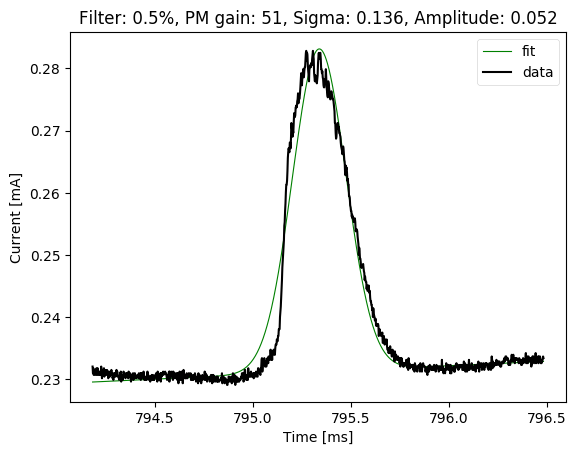 Filter: 0.5%, PM gain: 51, Sigma: 0.136, Amplitude: 0.052
fit
data
0.28
0.27
0.26
0.25
0.24
0.23
Current [mA]
794.5
795.0
795.5
796.0
796.5
Time [ms]